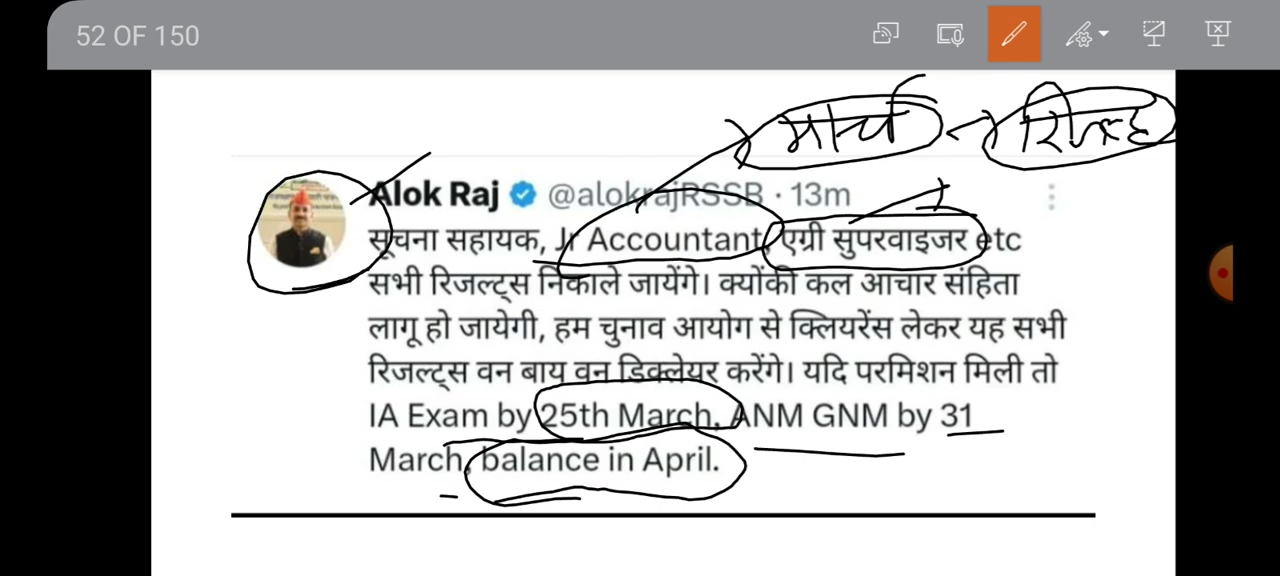 52 OF 150
मार्च
Alok Raj @alokrajRSSB · 13m
सूचना सहायक, Jr Accountant, एग्री सुपरवाइजर etc
सभी रिजल्ट्स निकाले जायेंगे। क्योंकी कल आचार संहिता
लागू हो जायेगी, हम चुनाव आयोग से क्लियरेंस लेकर यह सभी
रिजल्ट्स वन बाय वन डिक्लेयर करेंगे। यदि परमिशन मिली तो
IA Exam by 25th March, ANM GNM by 31
March, balance in April.